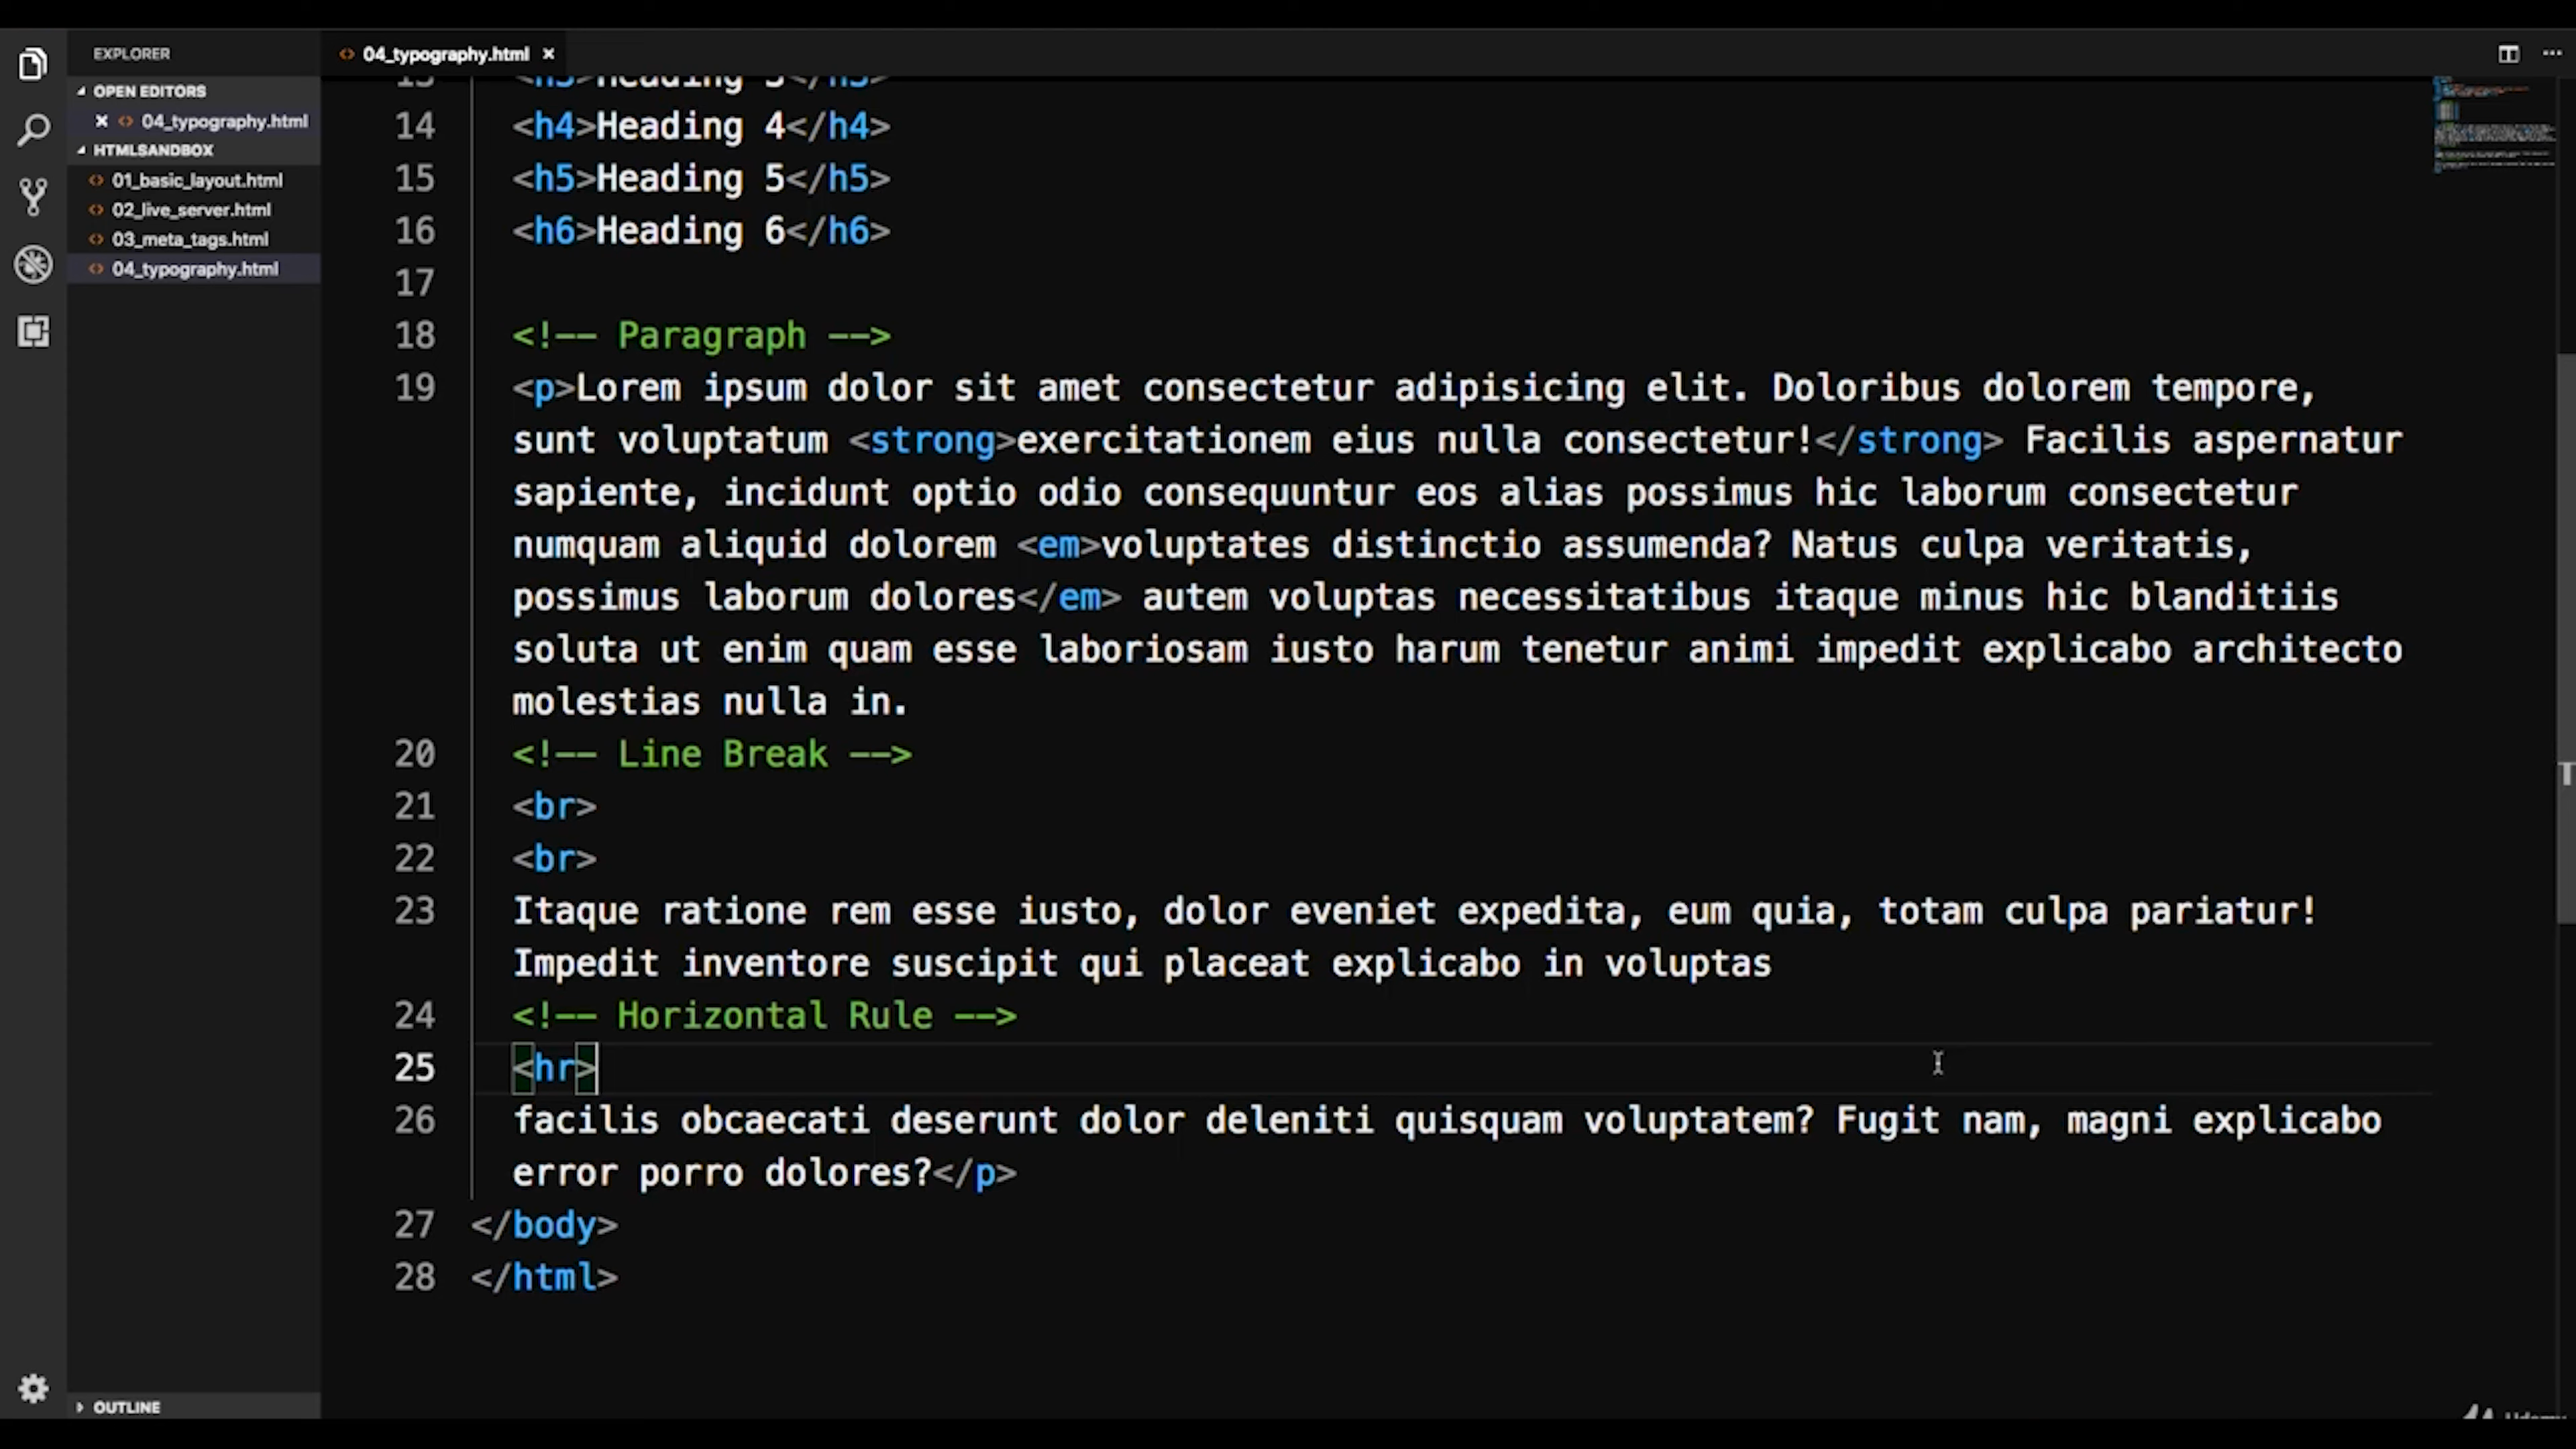 EXPLORER
OPEN EDITORS
04_typography.html
HTMLSANDBOX
01_basic_layout.html
02_live_server.html
03_meta_tags.html
04_typography.html
OUTLINE
04_typography.html
13 <h3>Heading 3</h3>
14 <h4>Heading 4</h4>
15 <h5>Heading 5</h5>
16 <h6>Heading 6</h6>
17
18 <!-- Paragraph -->
19 <p>Lorem ipsum dolor sit amet consectetur adipisicing elit. Doloribus dolorem tempore,
sunt voluptatum <strong>exercitationem eius nulla consectetur!</strong> Facilis aspernatur
sapiente, incidunt optio odio consequuntur eos alias possimus hic laborum consectetur
numquam aliquid dolorem <em>voluptates distinctio assumenda? Natus culpa veritatis,
possimus laborum dolores</em> autem voluptas necessitatibus itaque minus hic blanditiis
soluta ut enim quam esse laboriosam iusto harum tenetur animi impedit explicabo architecto
molestias nulla in.
20 <!-- Line Break -->
21 <br>
22 <br>
23 Itaque ratione rem esse iusto, dolor eveniet expedita, eum quia, totam culpa pariatur!
Impedit inventore suscipit qui placeat explicabo in voluptas
24 <!-- Horizontal Rule -->
25 <hr>
26 facilis obcaecati deserunt dolor deleniti quisquam voluptatem? Fugit nam, magni explicabo
error porro dolores?</p>
27 </body>
28 </html>